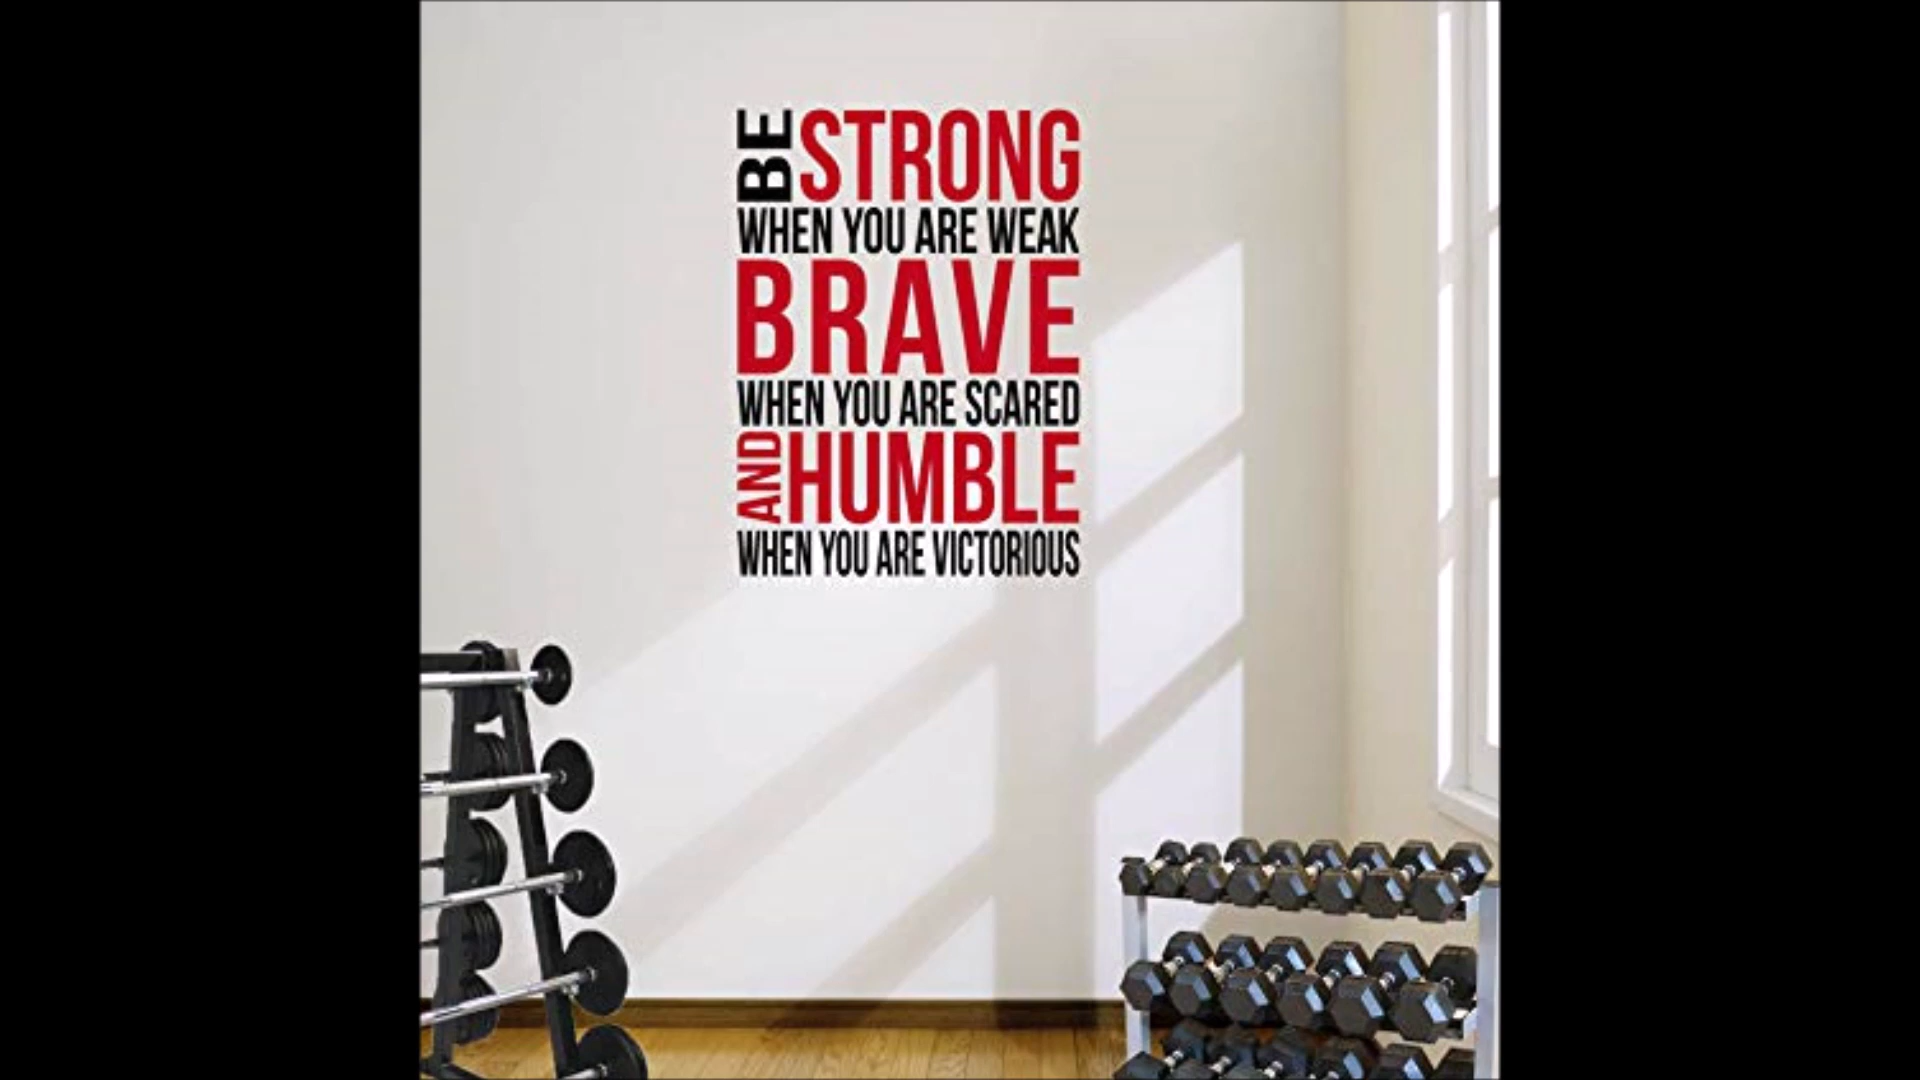 BE STRONG
WHEN YOU ARE WEAK
BRAVE
WHEN YOU ARE SCARED
AND HUMBLE
WHEN YOU ARE VICTORIOUS